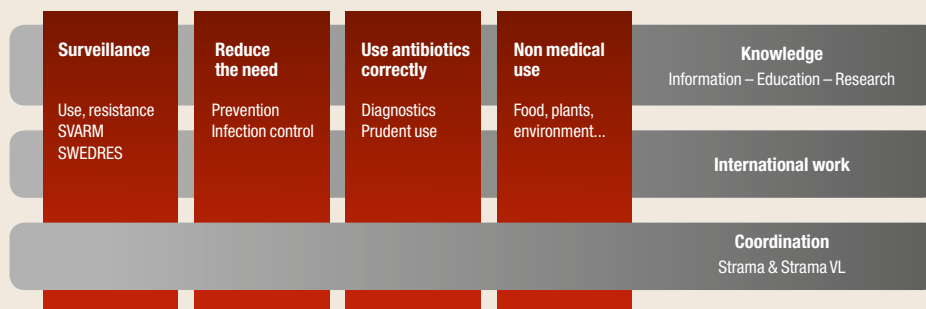 Surveillance
Use, resistance
SVARM
SWEDRES
Reduce
the need
Prevention
Infection control
Use antibiotics
correctly
Diagnostics
Prudent use
Non medical
use
Food, plants,
environment...
Knowledge
Information – Education – Research
International work
Coordination
Strama & Strama VL